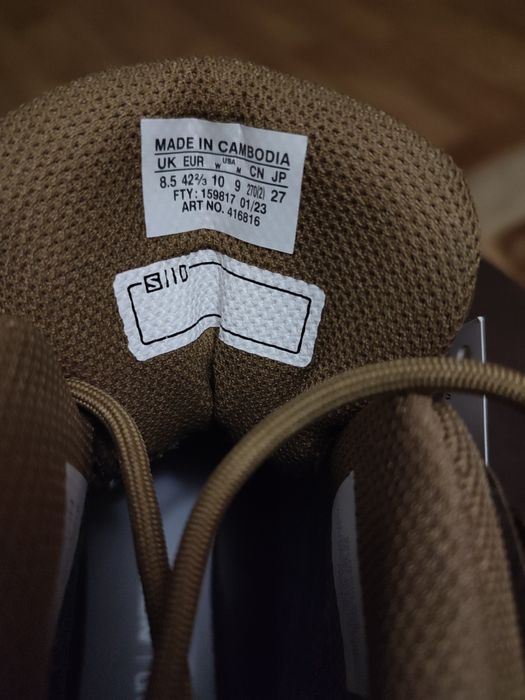 MADE IN CAMBODIA
UK EUR W USA M CN JP
8.5 42⅔ 10 9 270(2) 27
FTY: 159817 01/23
ART NO. 416816
S/10